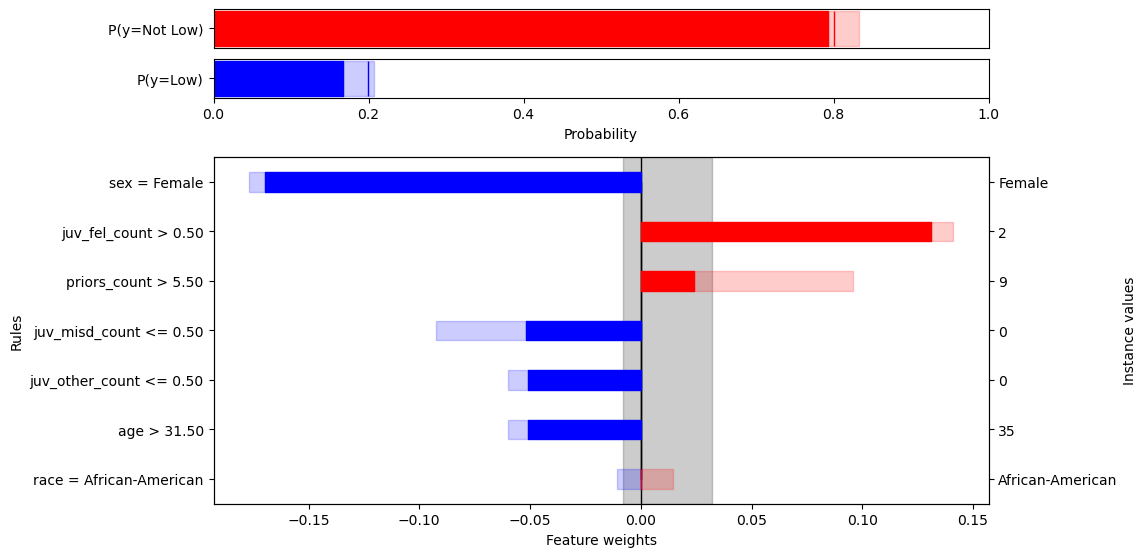 P(y=Not Low)
P(y=Low)
0.0 0.2 0.4 0.6 0.8 1.0
Probability
sex = Female Female
juv_fel_count > 0.50 2
priors_count > 5.50 9
juv_misd_count <= 0.50 0
juv_other_count <= 0.50 0
age > 31.50 35
race = African-American African-American
Rules
Instance values
−0.15 −0.10 −0.05 0.00 0.05 0.10 0.15
Feature weights